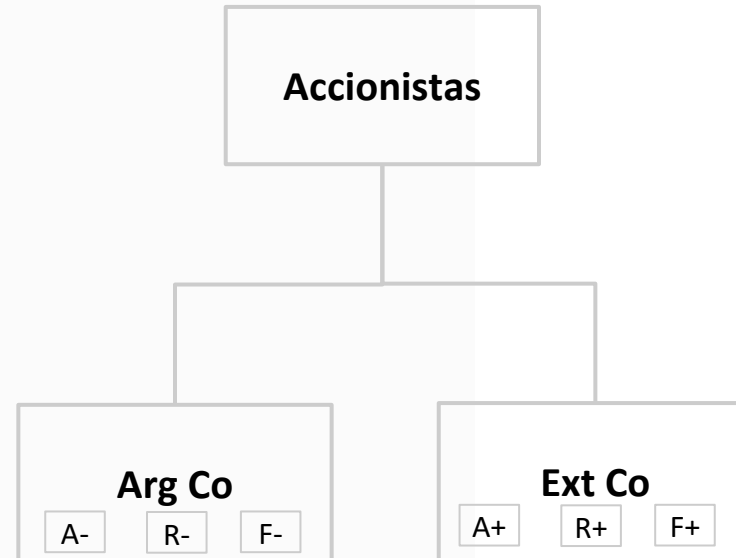 Accionistas
Arg Co
A- R- F-
Ext Co
A+ R+ F+